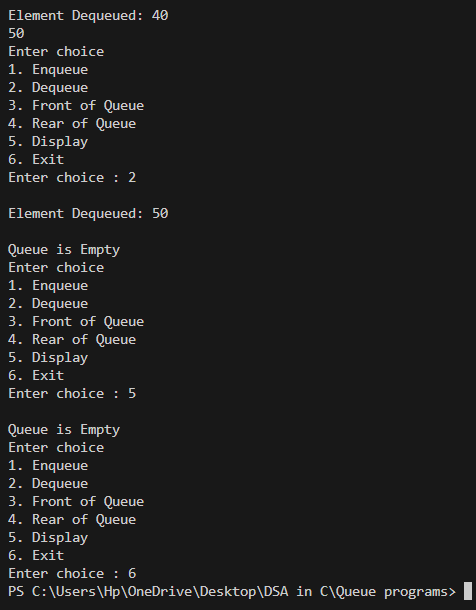 Element Dequeued: 40
50
Enter choice
1. Enqueue
2. Dequeue
3. Front of Queue
4. Rear of Queue
5. Display
6. Exit
Enter choice : 2
Element Dequeued: 50
Queue is Empty
Enter choice
1. Enqueue
2. Dequeue
3. Front of Queue
4. Rear of Queue
5. Display
6. Exit
Enter choice : 5
Queue is Empty
Enter choice
1. Enqueue
2. Dequeue
3. Front of Queue
4. Rear of Queue
5. Display
6. Exit
Enter choice : 6
PS C:\Users\Hp\OneDrive\Desktop\DSA in C\Queue programs>